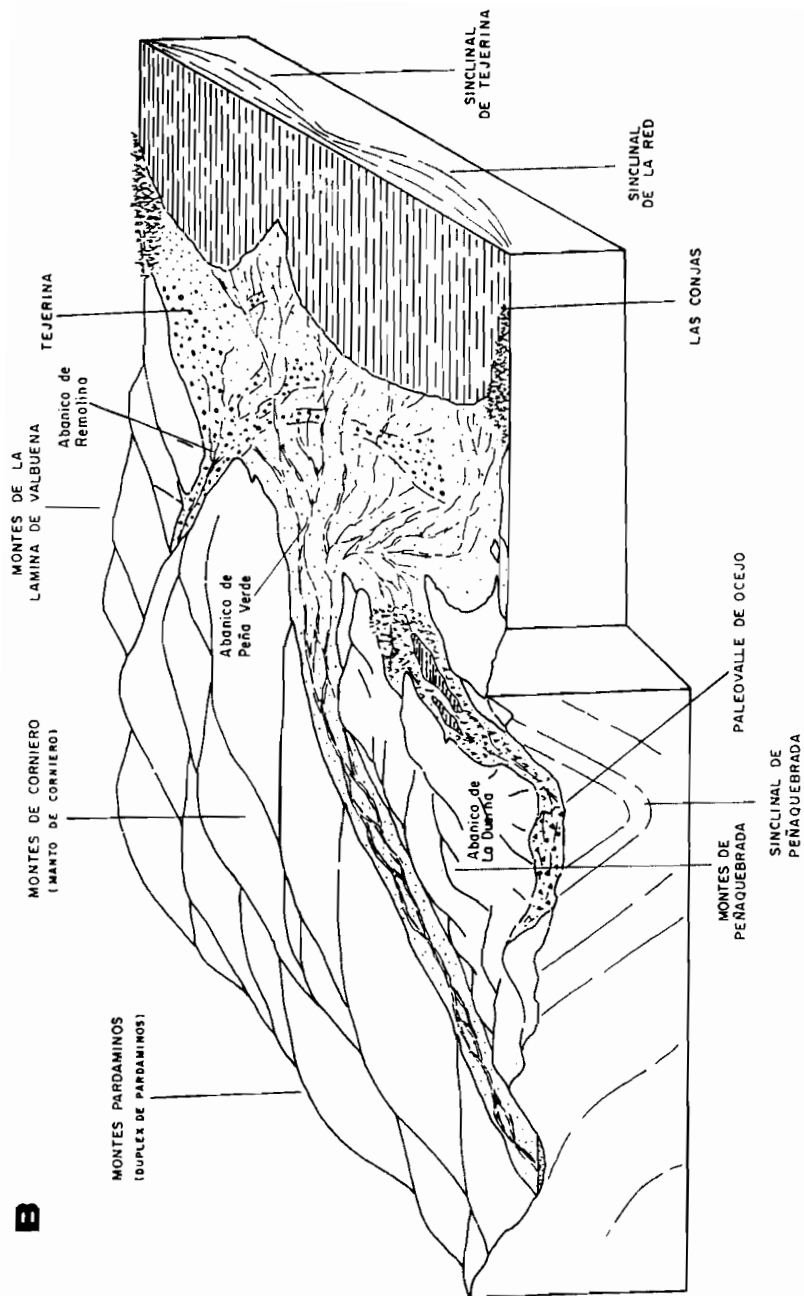 B
MONTES PARDAMINOS
(DUPLEX DE PARDAMINOS)
MONTES DE CORNIERO
( MANTO DE CORNIERO)
MONTES DE LA
LAMINA DE VALBUENA
TEJERINA
Abanico de
Remolina
Abanico de
Peña Verde
Abanico de
La Duerna
MONTES DE
PEÑAQUEBRADA
SINCLINAL DE
PEÑAQUEBRADA
PALEOVALLE DE OCEJO
LAS CONJAS
SINCLINAL
DE LA RED
SINCLINAL
DE TEJERINA